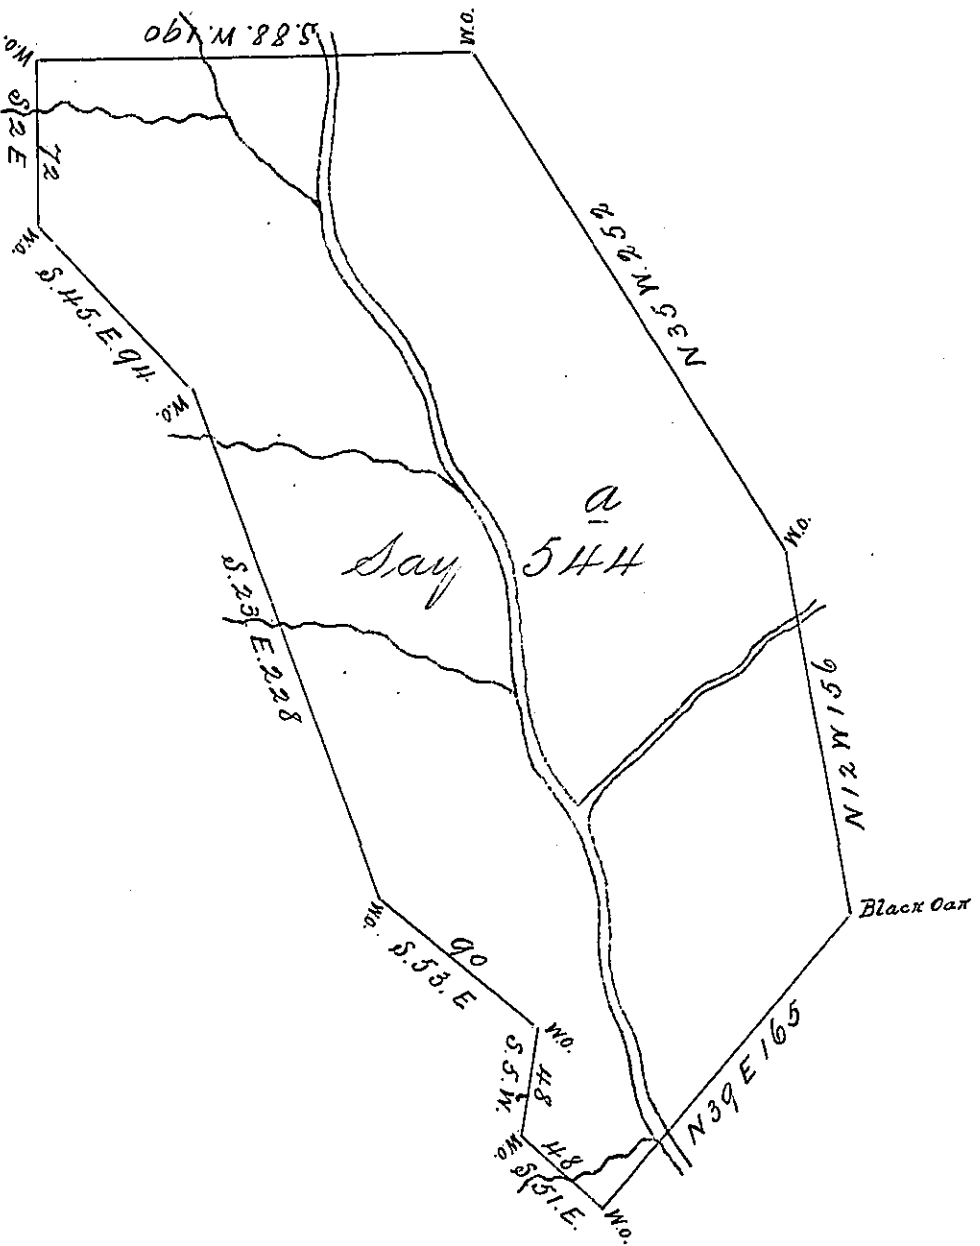 S.88.W.190
W.O.
W.O.
S 2 E
72
W.O.
S.45.E.94.
W.O.
N 35 W. 252
W.O.
a
Say 544
S.23 E.228
N 12 W 156
Black Oak
W.O.
90
S.53.E
W.O.
48
S.5.W.
W.O.
48
S 51.E.
W.O.
N 39 E 165